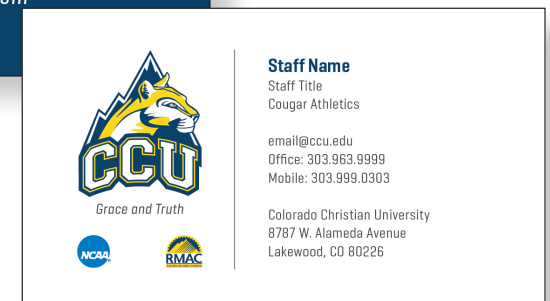 CCU
Grace and Truth
NCAA
RMAC
Staff Name
Staff Title
Cougar Athletics
email@ccu.edu
Office: 303.963.9999
Mobile: 303.999.0303
Colorado Christian University
8787 W. Alameda Avenue
Lakewood, CO 80226